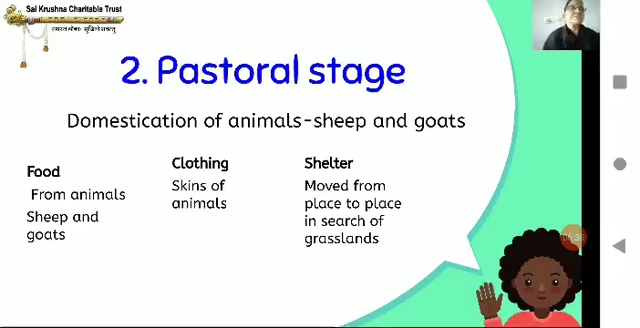 Sai Krushna Charitable Trust
2. Pastoral stage
Domestication of animals-sheep and goats
Food
From animals
Sheep and
goats
Clothing
Skins of
animals
Shelter
Moved from
place to place
in search of
grasslands